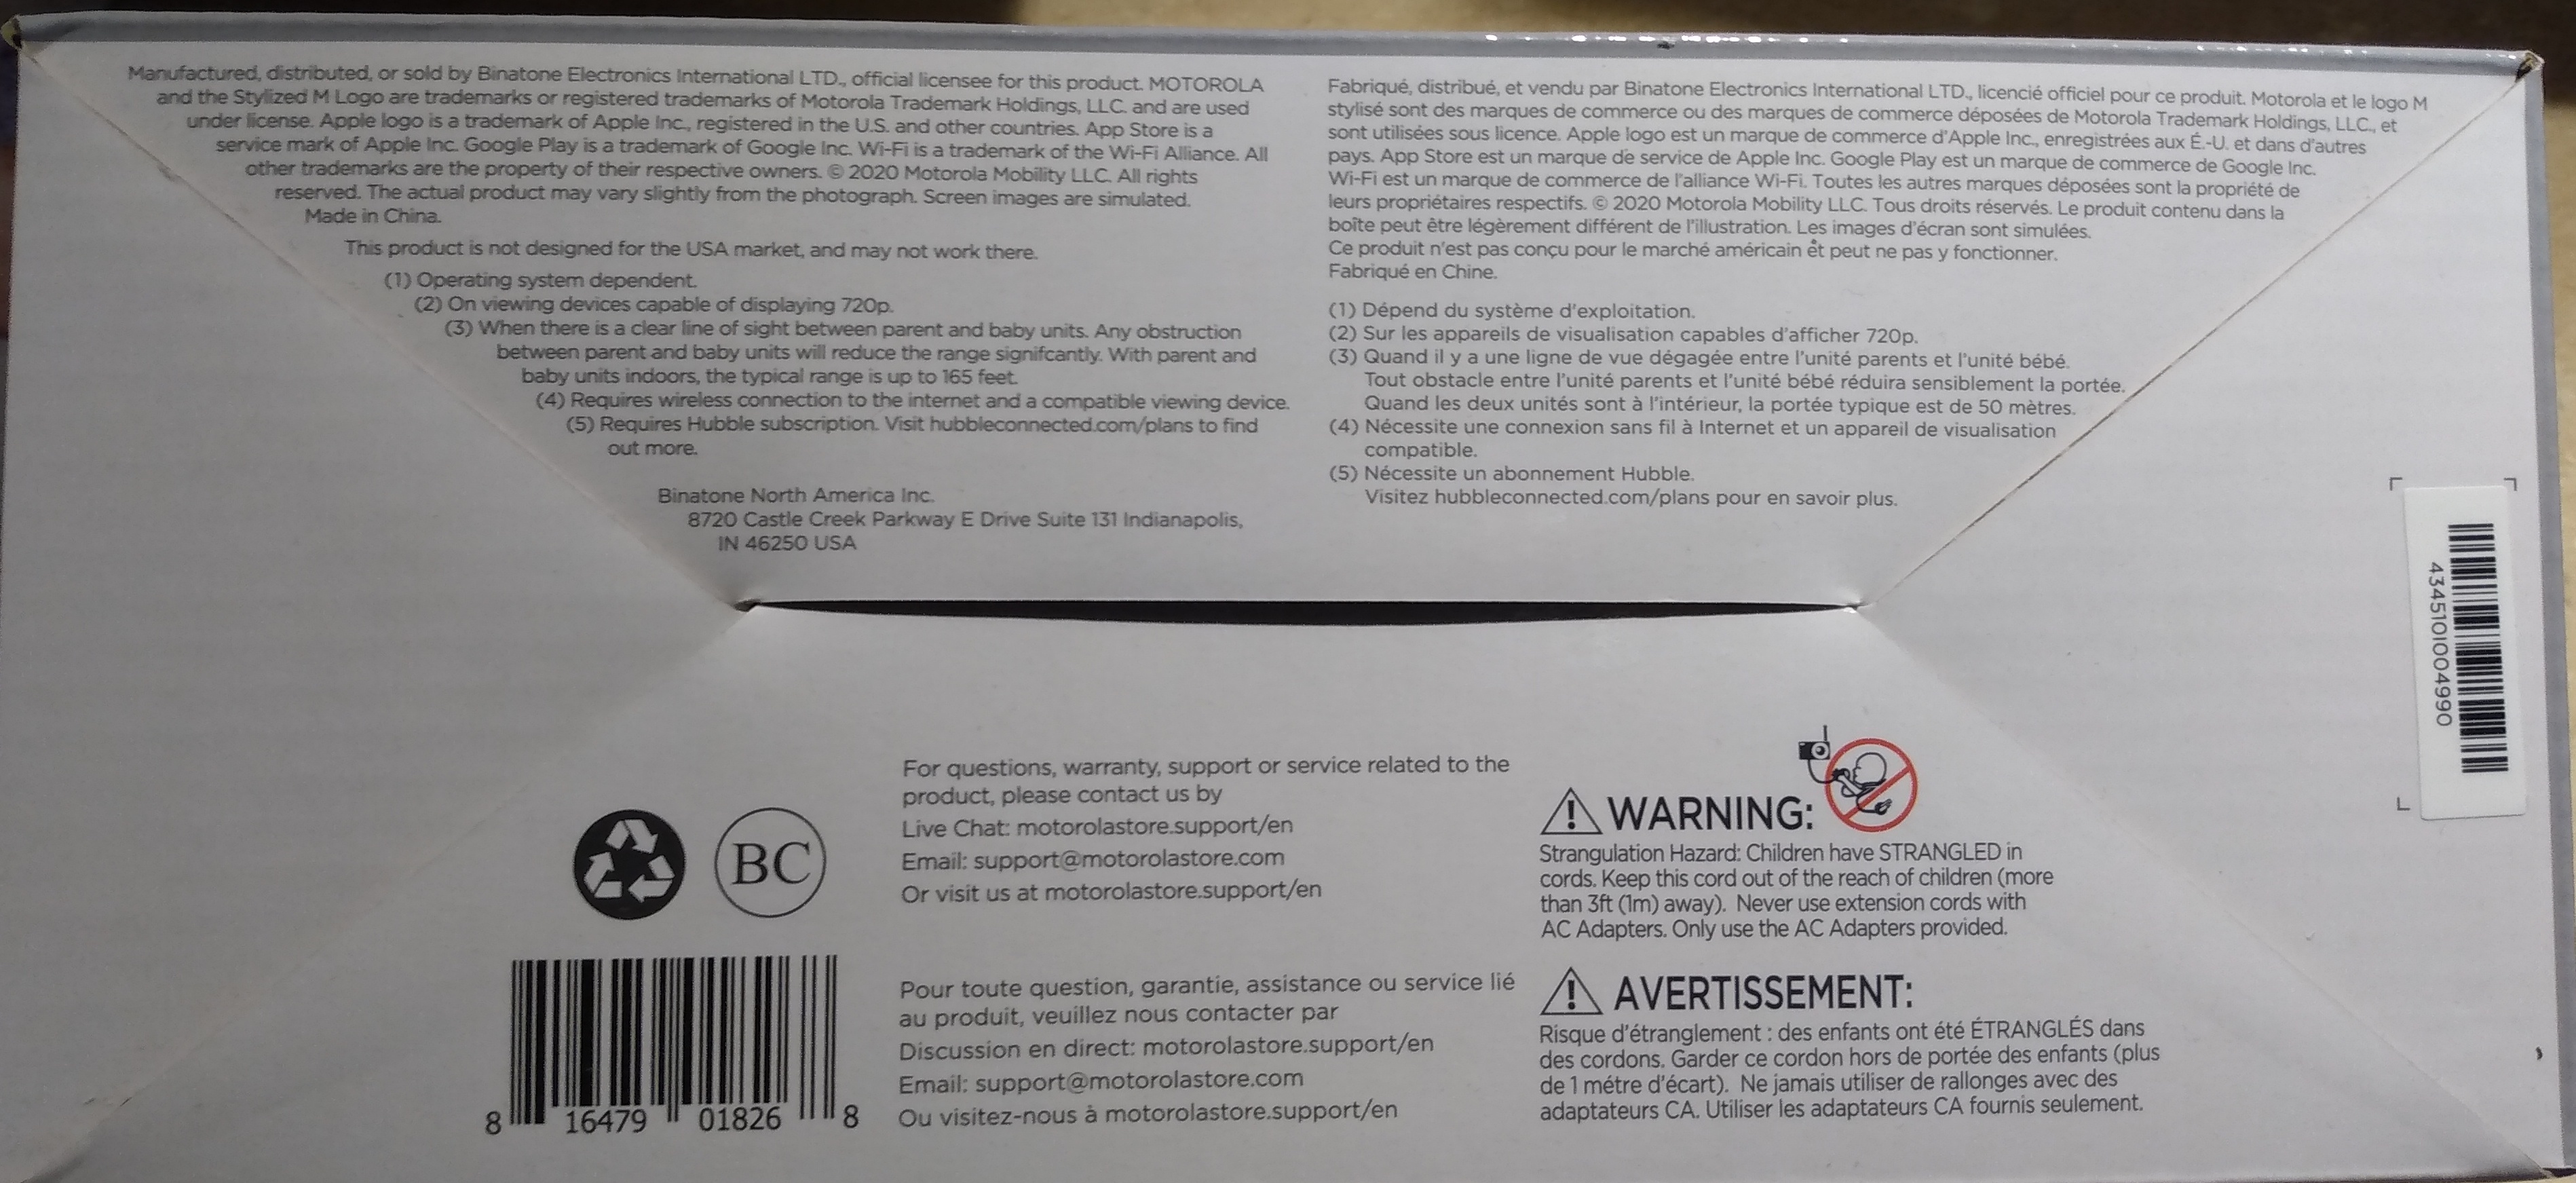 Manufactured, distributed, or sold by Binatone Electronics International LTD., official licensee for this product. MOTOROLA
and the Stylized M Logo are trademarks or registered trademarks of Motorola Trademark Holdings, LLC. and are used
under license. Apple logo is a trademark of Apple Inc., registered in the U.S. and other countries. App Store is a
service mark of Apple Inc. Google Play is a trademark of Google Inc. Wi-Fi is a trademark of the Wi-Fi Alliance. All
other trademarks are the property of their respective owners. © 2020 Motorola Mobility LLC. All rights
reserved. The actual product may vary slightly from the photograph. Screen images are simulated.
Made in China.
This product is not designed for the USA market, and may not work there.
(1) Operating system dependent.
(2) On viewing devices capable of displaying 720p.
(3) When there is a clear line of sight between parent and baby units. Any obstruction
between parent and baby units will reduce the range signifcantly. With parent and
baby units indoors, the typical range is up to 165 feet.
(4) Requires wireless connection to the internet and a compatible viewing device.
(5) Requires Hubble subscription. Visit hubbleconnected.com/plans to find
out more.
Binatone North America Inc.
8720 Castle Creek Parkway E Drive Suite 131 Indianapolis,
IN 46250 USA
Fabriqué, distribué, et vendu par Binatone Electronics International LTD., licencié officiel pour ce produit. Motorola et le logo M
stylisé sont des marques de commerce ou des marques de commerce déposées de Motorola Trademark Holdings, LLC., et
sont utilisées sous licence. Apple logo est un marque de commerce d'Apple Inc., enregistrées aux É.-U. et dans d'autres
pays. App Store est un marque de service de Apple Inc. Google Play est un marque de commerce de Google Inc.
Wi-Fi est un marque de commerce de l'alliance Wi-Fi. Toutes les autres marques déposées sont la propriété de
leurs propriétaires respectifs. © 2020 Motorola Mobility LLC. Tous droits réservés. Le produit contenu dans la
boîte peut être légèrement différent de l'illustration. Les images d'écran sont simulées.
Ce produit n'est pas conçu pour le marché américain et peut ne pas y fonctionner.
Fabriqué en Chine.
(1) Dépend du système d'exploitation.
(2) Sur les appareils de visualisation capables d'afficher 720p.
(3) Quand il y a une ligne de vue dégagée entre l'unité parents et l'unité bébé.
Tout obstacle entre l'unité parents et l'unité bébé réduira sensiblement la portée.
Quand les deux unités sont à l'intérieur, la portée typique est de 50 mètres.
(4) Nécessite une connexion sans fil à Internet et un appareil de visualisation
compatible.
(5) Nécessite un abonnement Hubble.
Visitez hubbleconnected.com/plans pour en savoir plus.
4345101004990
BC
8 16479 01826 8
For questions, warranty, support or service related to the
product, please contact us by
Live Chat: motorolastore.support/en
Email: support@motorolastore.com
Or visit us at motorolastore.support/en
Pour toute question, garantie, assistance ou service lié
au produit, veuillez nous contacter par
Discussion en direct: motorolastore.support/en
Email: support@motorolastore.com
Ou visitez-nous à motorolastore.support/en
WARNING:
Strangulation Hazard: Children have STRANGLED in
cords. Keep this cord out of the reach of children (more
than 3ft (1m) away). Never use extension cords with
AC Adapters. Only use the AC Adapters provided.
AVERTISSEMENT:
Risque d'étranglement : des enfants ont été ÉTRANGLÉS dans
des cordons. Garder ce cordon hors de portée des enfants (plus
de 1 métre d'écart). Ne jamais utiliser de rallonges avec des
adaptateurs CA. Utiliser les adaptateurs CA fournis seulement.